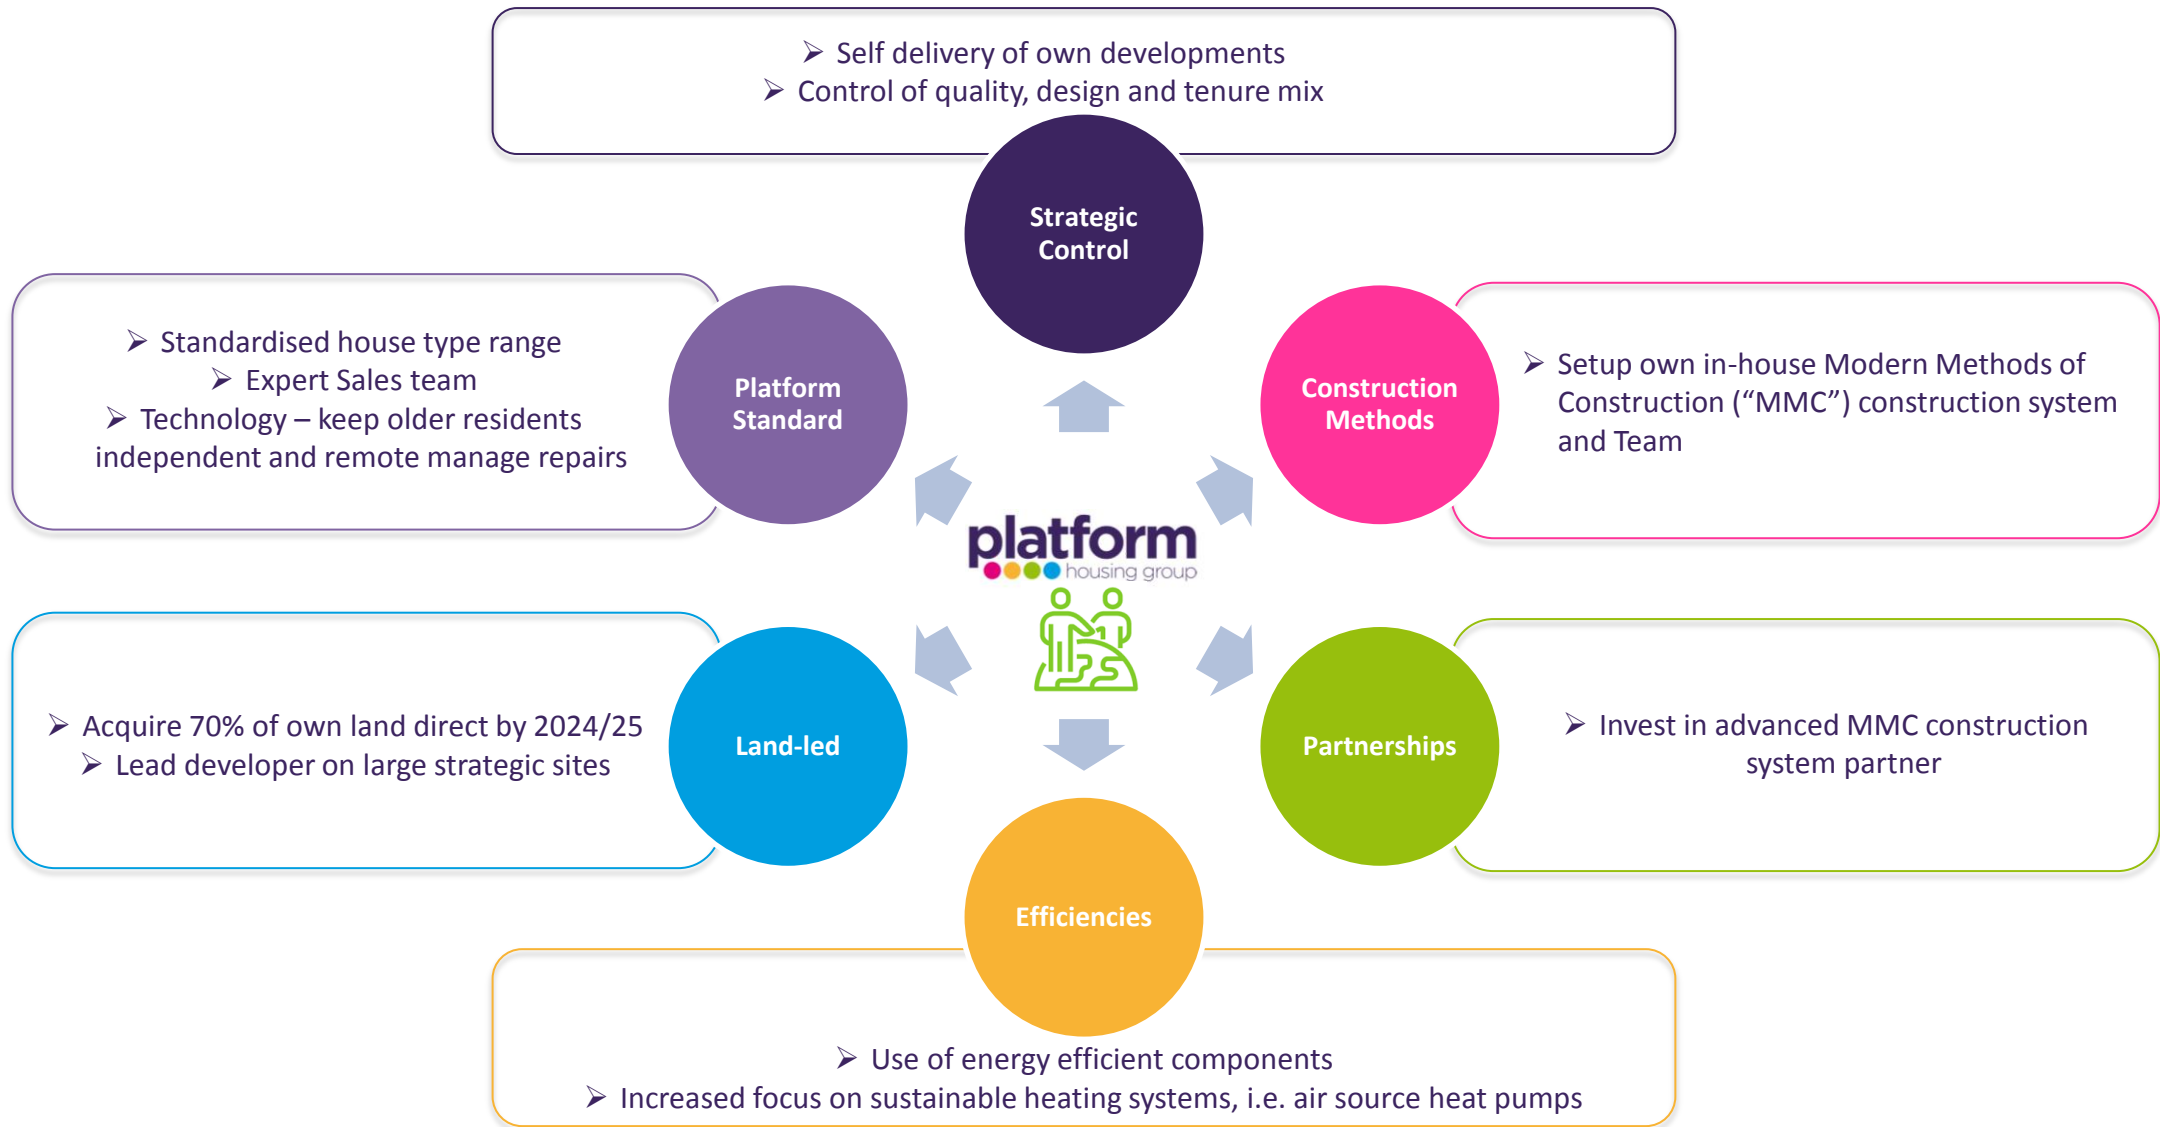 ➢ Self delivery of own developments
➢ Control of quality, design and tenure mix
Strategic
Control
➢ Standardised house type range
➢ Expert Sales team
➢ Technology – keep older residents
independent and remote manage repairs
Platform
Standard
Construction
Methods
➢ Setup own in-house Modern Methods of
Construction (“MMC”) construction system
and Team
platform
housing group
➢ Acquire 70% of own land direct by 2024/25
➢ Lead developer on large strategic sites
Land-led
Partnerships
➢ Invest in advanced MMC construction
system partner
Efficiencies
➢ Use of energy efficient components
➢ Increased focus on sustainable heating systems, i.e. air source heat pumps